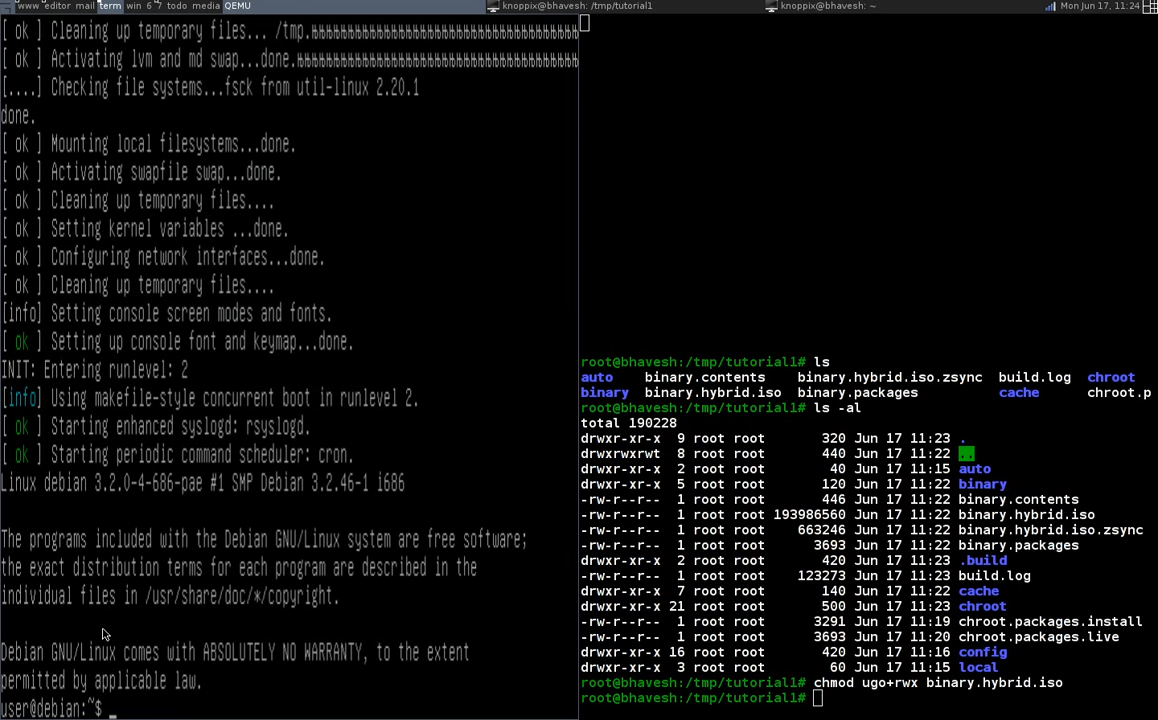 www editor mail term win 6 7 todo media QEMU knoppix@bhavesh: /tmp/tutorial1 knoppix@bhavesh: ~ Mon Jun 17, 11:24
[ ok ] Cleaning up temporary files... /tmp.
[ ok ] Activating lvm and md swap...done.
[....] Checking file systems...fsck from util-linux 2.20.1
done.
[ ok ] Mounting local filesystems...done.
[ ok ] Activating swapfile swap...done.
[ ok ] Cleaning up temporary files....
[ ok ] Setting kernel variables ...done.
[ ok ] Configuring network interfaces...done.
[ ok ] Cleaning up temporary files....
[info] Setting console screen modes and fonts.
[ ok ] Setting up console font and keymap...done.
INIT: Entering runlevel: 2
[info] Using makefile-style concurrent boot in runlevel 2.
[ ok ] Starting enhanced syslogd: rsyslogd.
[ ok ] Starting periodic command scheduler: cron.
Linux debian 3.2.0-4-686-pae #1 SMP Debian 3.2.46-1 i686
The programs included with the Debian GNU/Linux system are free software;
the exact distribution terms for each program are described in the
individual files in /usr/share/doc/*/copyright.
Debian GNU/Linux comes with ABSOLUTELY NO WARRANTY, to the extent
permitted by applicable law.
user@debian:~$ _
root@bhavesh:/tmp/tutorial1# ls
auto binary.contents binary.hybrid.iso.zsync build.log chroot
binary binary.hybrid.iso binary.packages cache chroot.p
root@bhavesh:/tmp/tutorial1# ls -al
total 190228
drwxr-xr-x 9 root root 320 Jun 17 11:23 .
drwxrwxrwt 8 root root 440 Jun 17 11:22 ..
drwxr-xr-x 2 root root 40 Jun 17 11:15 auto
drwxr-xr-x 5 root root 120 Jun 17 11:22 binary
-rw-r--r-- 1 root root 446 Jun 17 11:22 binary.contents
-rw-r--r-- 1 root root 193986560 Jun 17 11:22 binary.hybrid.iso
-rw-r--r-- 1 root root 663246 Jun 17 11:22 binary.hybrid.iso.zsync
-rw-r--r-- 1 root root 3693 Jun 17 11:22 binary.packages
drwxr-xr-x 2 root root 420 Jun 17 11:22 .build
-rw-r--r-- 1 root root 123273 Jun 17 11:22 build.log
drwxr-xr-x 7 root root 140 Jun 17 11:22 cache
drwxr-xr-x 21 root root 500 Jun 17 11:23 chroot
-rw-r--r-- 1 root root 3291 Jun 17 11:19 chroot.packages.install
-rw-r--r-- 1 root root 3693 Jun 17 11:20 chroot.packages.live
drwxr-xr-x 16 root root 420 Jun 17 11:16 config
drwxr-xr-x 3 root root 60 Jun 17 11:15 local
root@bhavesh:/tmp/tutorial1# chmod ugo+rwx binary.hybrid.iso
root@bhavesh:/tmp/tutorial1#